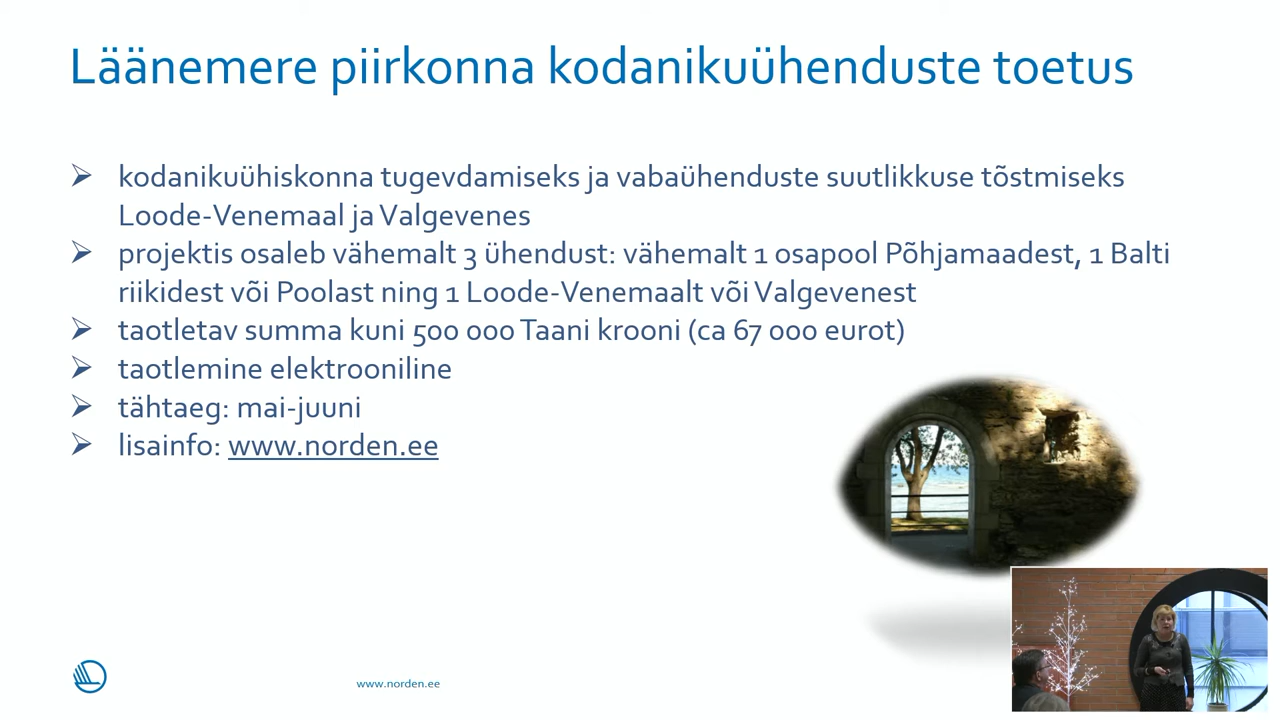 Läänemere piirkonna kodanikuühenduste toetus
kodanikuühiskonna tugevdamiseks ja vabaühenduste suutlikkuse tõstmiseks
Loode-Venemaal ja Valgevenes
projektis osaleb vähemalt 3 ühendust: vähemalt 1 osapool Põhjamaadest, 1 Balti
riikidest või Poolast ning 1 Loode-Venemaalt või Valgevenest
taotletav summa kuni 500 000 Taani krooni (ca 67 000 eurot)
taotlemine elektrooniline
tähtaeg: mai-juuni
lisainfo: www.norden.ee
www.norden.ee